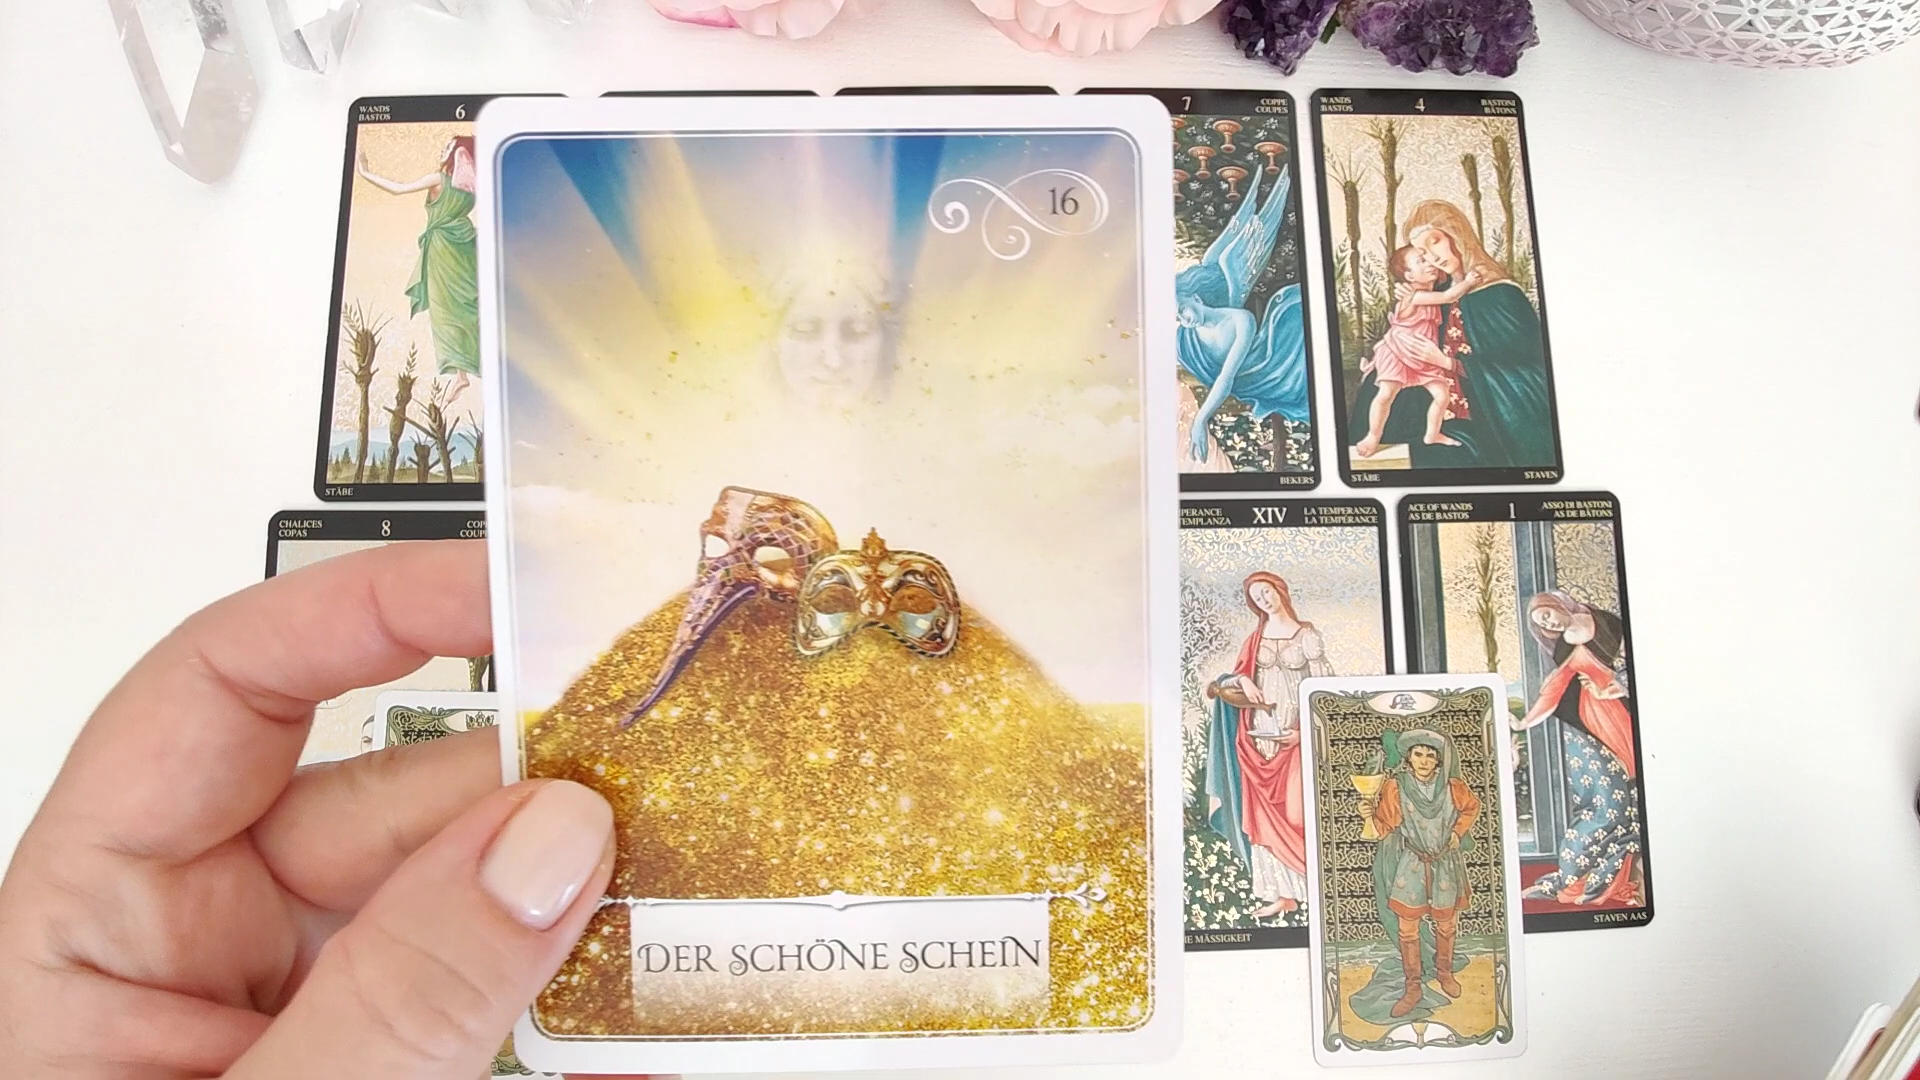 WANDS
BASTOS
6
STÄBE
16
DER SCHÖNE SCHEIN
7
COPPE
COUPES
BEKERS
WANDS
BASTOS
4
BASTONI
BÂTONS
STÄBE
STAVEN
CHALICES
COPAS
8
XIV
LA TEMPERANZA
LA TEMPÉRANCE
MÄSSIGKEIT
ACE OF WANDS
AS DE BASTOS
1
ASSO DI BASTONI
AS DE BÂTONS
STAVEN AAS